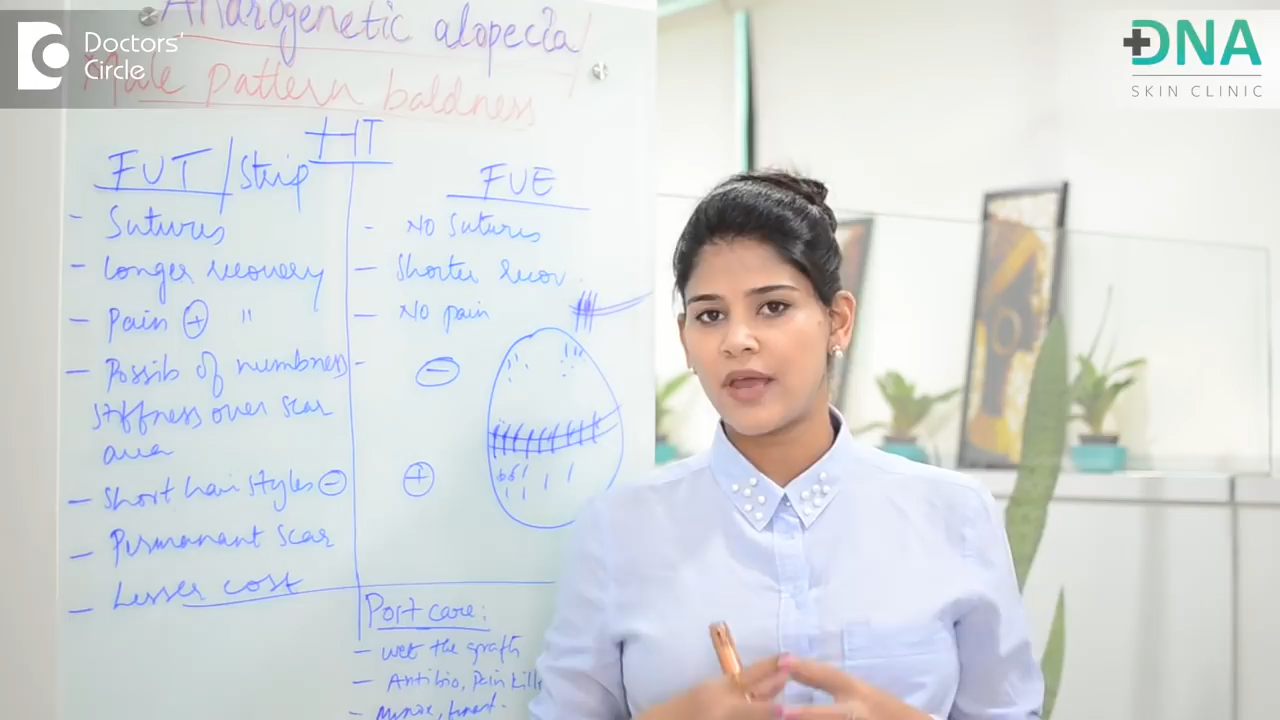 Doctors'
Circle
DNA
SKIN CLINIC
Androgenetic alopecia/
Male pattern baldness
HT
FUT/Strip
FUE
- Sutures
- NO Sutures
- Longer recovery
- Shorter recov.
- Pain + "
- No pain
- Possib of numbness
- ⊖
stiffness over scar
area
- Short hair styles ⊖
⊕
- Permanant scar
- Lesser cost
Post care:
- wet the grafts
- Antibio, Pain kill